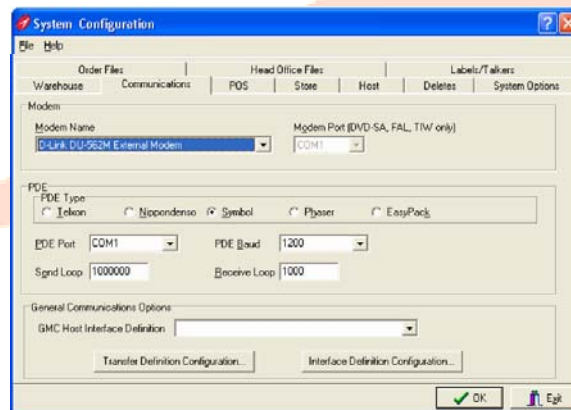 System Configuration
File Help
Order Files Head Office Files Labels/Talkers
Warehouse Communications POS Store Host Deletes System Options
Modem
Modem Name Modem Port (DVD-SA, FAL, TIW only)
D-Link DU-562M External Modem COM1
PDE
PDE Type
Telxon Nippondenso Symbol Phaser EasyPack
PDE Port COM1 PDE Baud 1200
Send Loop 1000000 Receive Loop 1000
General Communications Options
GMC Host Interface Definition
Transfer Definition Configuration... Interface Definition Configuration...
OK Exit